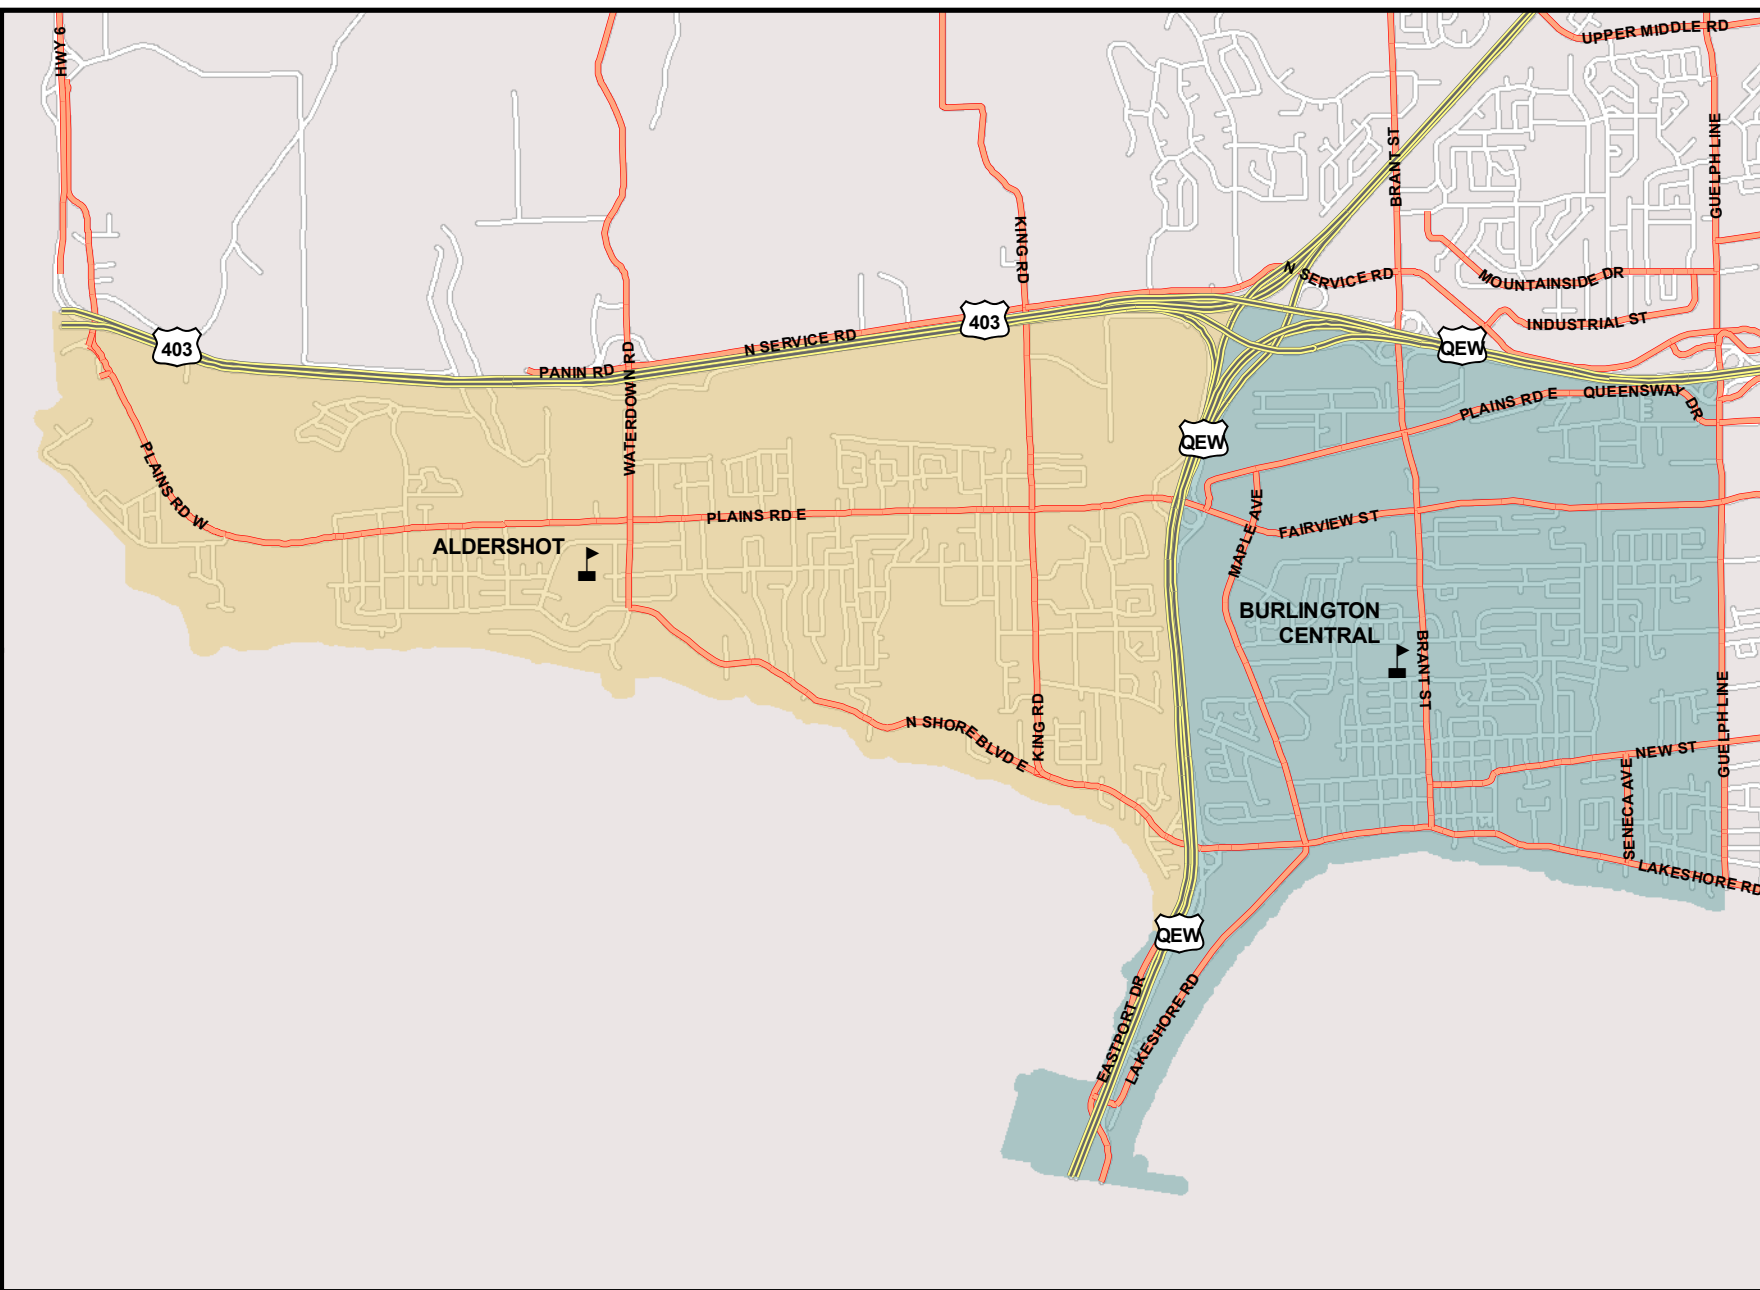 HWY 6
UPPER MIDDLE RD
BRANT ST
GUELPH LINE
KING RD
N SERVICE RD
MOUNTAINSIDE DR
INDUSTRIAL ST
403
403
QEW
N SERVICE RD
PANIN RD
WATERDOWN RD
PLAINS RD E
QUEENSWAY DR
QEW
PLAINS RD W
PLAINS RD E
MAPLE AVE
FAIRVIEW ST
ALDERSHOT
BURLINGTON
CENTRAL
BRANT ST
GUELPH LINE
N SHORE BLVD E
KING RD
NEW ST
SENECA AVE
LAKESHORE RD
QEW
EASTPORT DR
LAKESHORE RD